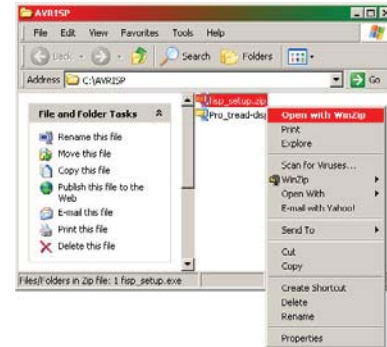 AVRISP
File Edit View Favorites Tools Help
Back Search Folders
Address C:\AVRISP Go
File and Folder Tasks
Rename this file
Move this file
Copy this file
Publish this file to the
Web
E-mail this file
Print this file
Delete this file
fisp_setup.zip
Pro_tread-dis
Open with WinZip
Print
Explore
Scan for Viruses...
WinZip
Open With
E-mail with Yahoo!
Send To
Cut
Copy
Create Shortcut
Delete
Rename
Properties
Files/Folders in Zip file: 1 fisp_setup.exe